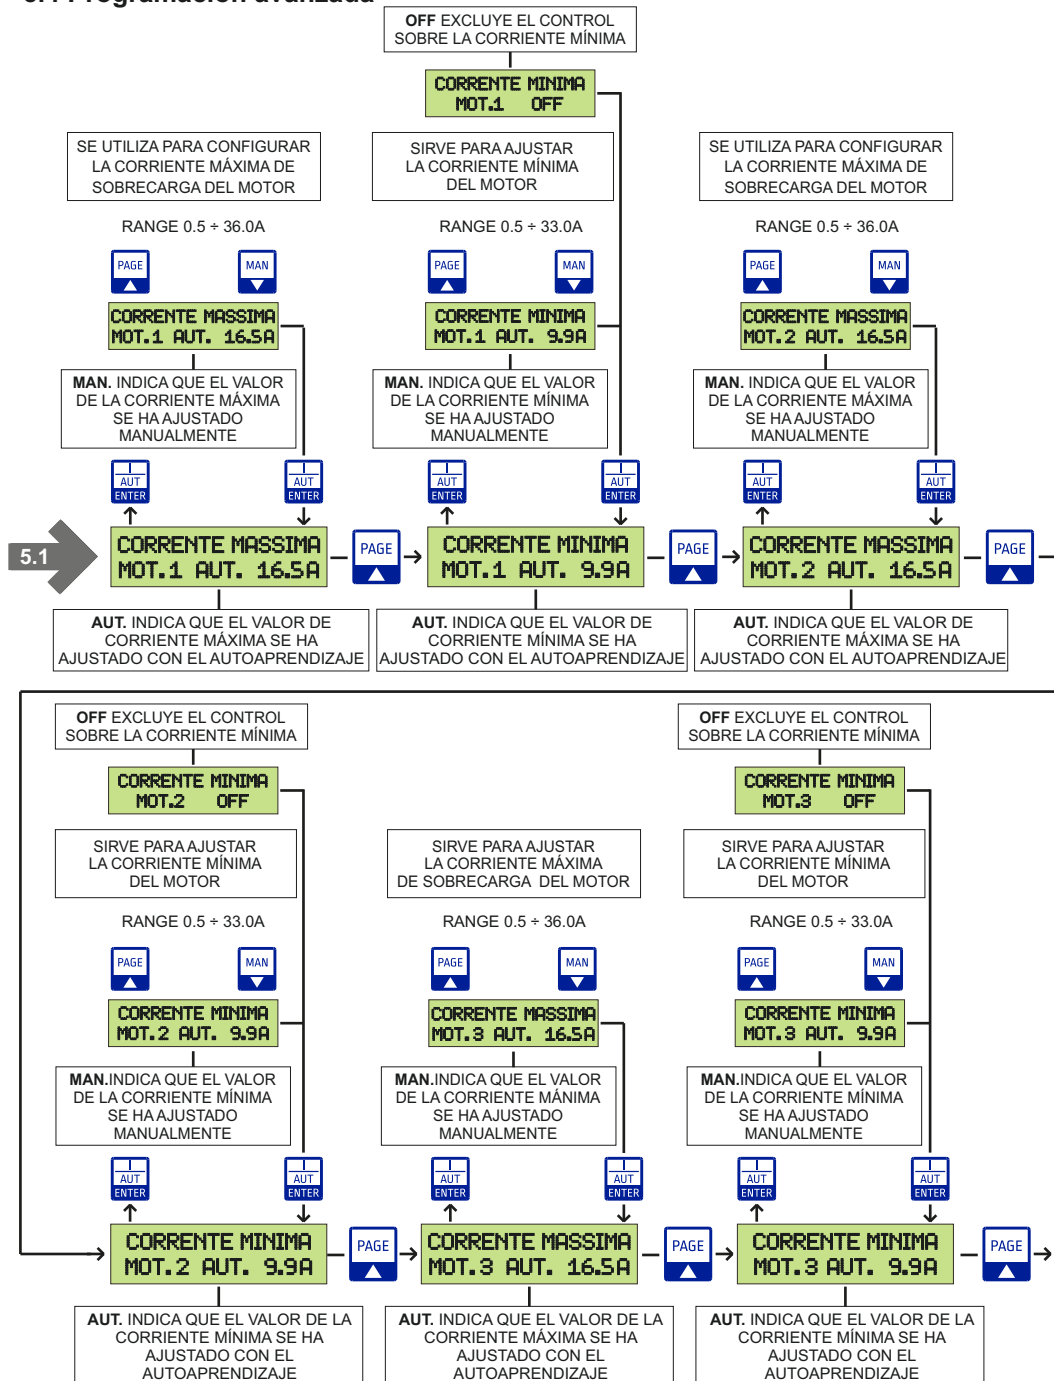 OFF EXCLUYE EL CONTROL
SOBRE LA CORRIENTE MÍNIMA
CORRENTE MINIMA
MOT.1 OFF
SE UTILIZA PARA CONFIGURAR
LA CORRIENTE MÁXIMA DE
SOBRECARGA DEL MOTOR
SIRVE PARA AJUSTAR
LA CORRIENTE MÍNIMA
DEL MOTOR
SE UTILIZA PARA CONFIGURAR
LA CORRIENTE MÁXIMA DE
SOBRECARGA DEL MOTOR
RANGE 0.5 ÷ 36.0A
RANGE 0.5 ÷ 33.0A
RANGE 0.5 ÷ 36.0A
PAGE
MAN
PAGE
MAN
PAGE
MAN
CORRENTE MASSIMA
MOT.1 AUT. 16.5A
CORRENTE MINIMA
MOT.1 AUT. 9.9A
CORRENTE MASSIMA
MOT.2 AUT. 16.5A
MAN. INDICA QUE EL VALOR
DE LA CORRIENTE MÁXIMA
SE HA AJUSTADO
MANUALMENTE
MAN. INDICA QUE EL VALOR
DE LA CORRIENTE MÍNIMA
SE HA AJUSTADO
MANUALMENTE
MAN. INDICA QUE EL VALOR
DE LA CORRIENTE MÁXIMA
SE HA AJUSTADO
MANUALMENTE
AUT
ENTER
AUT
ENTER
AUT
ENTER
AUT
ENTER
AUT
ENTER
AUT
ENTER
5.1
CORRENTE MASSIMA
MOT.1 AUT. 16.5A
PAGE
CORRENTE MINIMA
MOT.1 AUT. 9.9A
PAGE
CORRENTE MASSIMA
MOT.2 AUT. 16.5A
PAGE
AUT. INDICA QUE EL VALOR DE
CORRIENTE MÁXIMA SE HA
AJUSTADO CON EL AUTOAPRENDIZAJE
AUT. INDICA QUE EL VALOR DE
CORRIENTE MÍNIMA SE HA
AJUSTADO CON EL AUTOAPRENDIZAJE
AUT. INDICA QUE EL VALOR DE
CORRIENTE MÁXIMA SE HA
AJUSTADO CON EL AUTOAPRENDIZAJE
OFF EXCLUYE EL CONTROL
SOBRE LA CORRIENTE MÍNIMA
OFF EXCLUYE EL CONTROL
SOBRE LA CORRIENTE MÍNIMA
CORRENTE MINIMA
MOT.2 OFF
CORRENTE MINIMA
MOT.3 OFF
SIRVE PARA AJUSTAR
LA CORRIENTE MÍNIMA
DEL MOTOR
SIRVE PARA AJUSTAR
LA CORRIENTE MÁXIMA
DE SOBRECARGA DEL MOTOR
SIRVE PARA AJUSTAR
LA CORRIENTE MÍNIMA
DEL MOTOR
RANGE 0.5 ÷ 33.0A
RANGE 0.5 ÷ 36.0A
RANGE 0.5 ÷ 33.0A
PAGE
MAN
PAGE
MAN
PAGE
MAN
CORRENTE MINIMA
MOT.2 AUT. 9.9A
CORRENTE MASSIMA
MOT.3 AUT. 16.5A
CORRENTE MINIMA
MOT.3 AUT. 9.9A
MAN.INDICA QUE EL VALOR
DE LA CORRIENTE MÍNIMA
SE HA AJUSTADO
MANUALMENTE
MAN.INDICA QUE EL VALOR
DE LA CORRIENTE MÁNIMA
SE HA AJUSTADO
MANUALMENTE
MAN.INDICA QUE EL VALOR
DE LA CORRIENTE MÍNIMA
SE HA AJUSTADO
MANUALMENTE
AUT
ENTER
AUT
ENTER
AUT
ENTER
AUT
ENTER
AUT
ENTER
AUT
ENTER
CORRENTE MINIMA
MOT.2 AUT. 9.9A
PAGE
CORRENTE MASSIMA
MOT.3 AUT. 16.5A
PAGE
CORRENTE MINIMA
MOT.3 AUT. 9.9A
PAGE
AUT. INDICA QUE EL VALOR DE LA
CORRIENTE MÍNIMA SE HA
AJUSTADO CON EL
AUTOAPRENDIZAJE
AUT. INDICA QUE EL VALOR DE LA
CORRIENTE MÁXIMA SE HA
AJUSTADO CON EL
AUTOAPRENDIZAJE
AUT. INDICA QUE EL VALOR DE LA
CORRIENTE MÍNIMA SE HA
AJUSTADO CON EL
AUTOAPRENDIZAJE